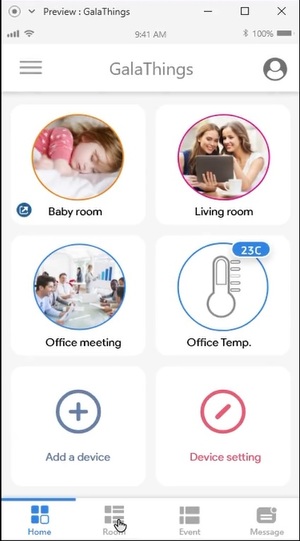 Preview : GalaThings
9:41 AM
100%
GalaThings
Baby room
Living room
Office meeting
23C
Office Temp.
Add a device
Device setting
Home
Room
Event
Message